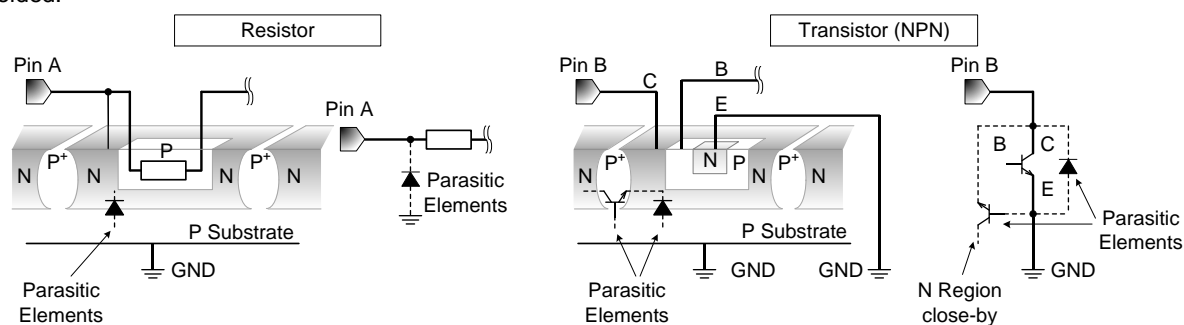 Resistor
Pin A
Pin A
N P+ N P N P+ N
Parasitic
Elements
P Substrate
GND
Parasitic
Elements
Transistor (NPN)
Pin B
C
B
E
N P+ N N P N P+ N
P Substrate
GND
GND
Parasitic
Elements
Pin B
B
C
E
Parasitic
Elements
GND
N Region
close-by